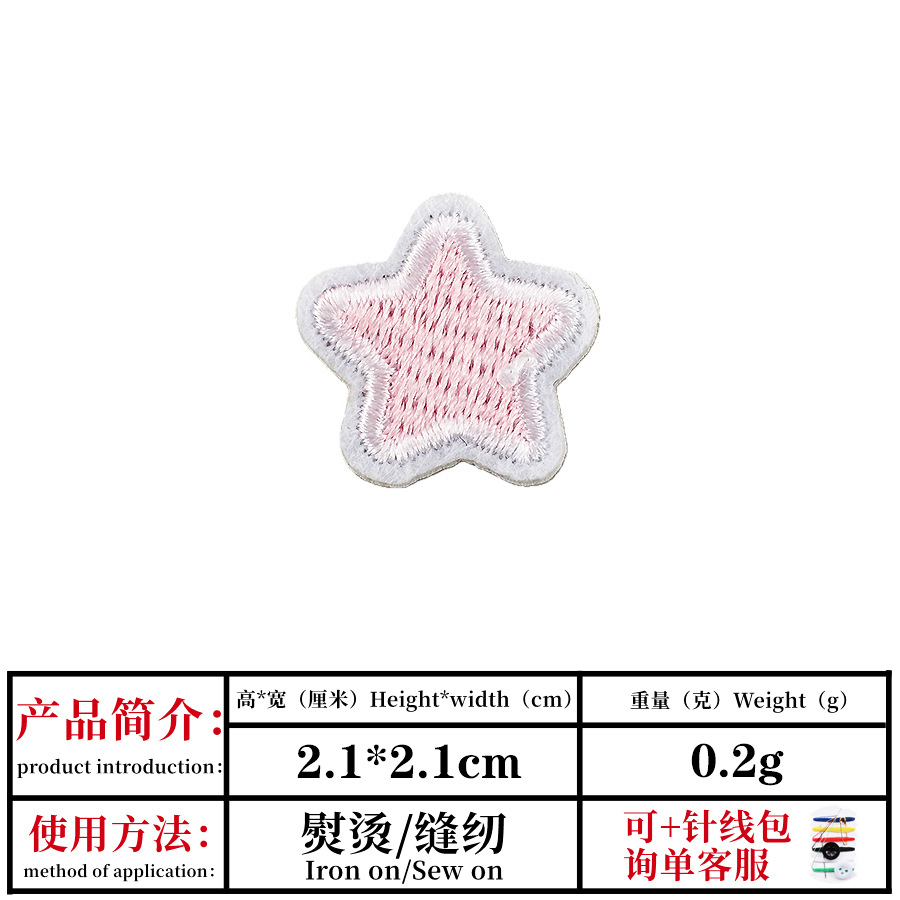 产品简介:
product introduction:
高*宽（厘米）Height*width（cm）
2.1*2.1cm
重量（克）Weight（g）
0.2g
使用方法:
method of application:
熨烫/缝纫
Iron on/Sew on
可+针线包
询单客服